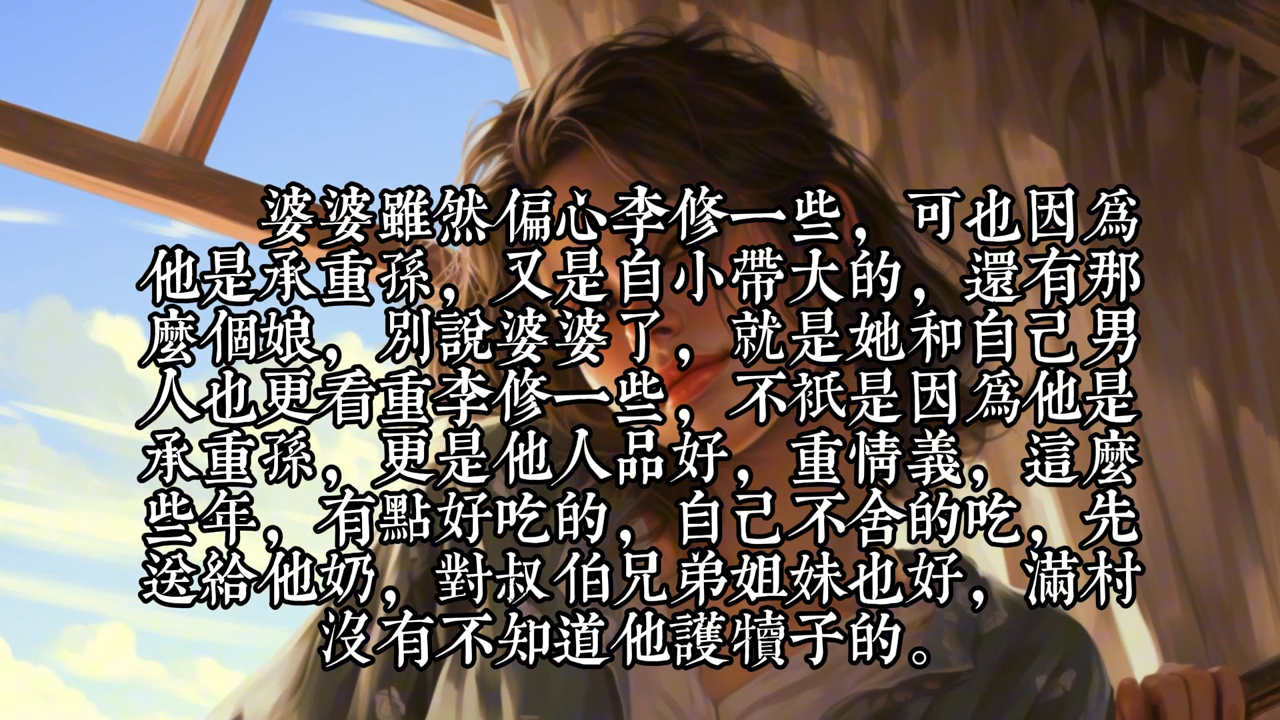 婆婆雖然偏心李修一些，可也因爲
他是承重孫，又是自小帶大的，還有那
麼個娘，別說婆婆了，就是她和自己男
人也更看重李修一些，不衹是因爲他是
承重孫，更是他人品好，重情義，這麼
些年，有點好吃的，自己不舍的吃，先
送給他奶，對叔伯兄弟姐妹也好，滿村
沒有不知道他護犢子的。